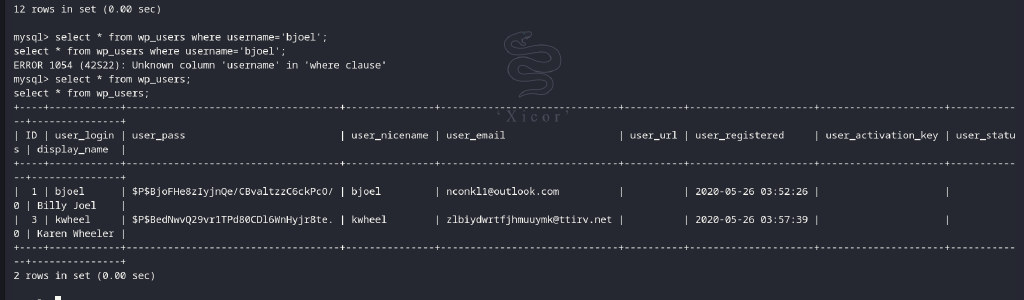 12 rows in set (0.00 sec)
mysql> select * from wp_users where username='bjoel';
select * from wp_users where username='bjoel';
ERROR 1054 (42S22): Unknown column 'username' in 'where clause'
mysql> select * from wp_users;
select * from wp_users;
+----+------------+------------------------------------+---------------+------------------------------+----------+---------------------+---------------------+-----------
--+--------------+
| ID | user_login | user_pass | user_nicename | user_email | user_url | user_registered | user_activation_key | user_statu
s | display_name |
+----+------------+------------------------------------+---------------+------------------------------+----------+---------------------+---------------------+-----------
--+--------------+
| 1 | bjoel | $P$BjoFHe8zIyjnQe/CBvaltzzC6ckPcO/ | bjoel | nconkl1@outlook.com | | 2020-05-26 03:52:26 | |
0 | Billy Joel |
| 3 | kwheel | $P$BedNwvQ29vr1TPd80CDl6WnHyjr8te. | kwheel | zlbiydwrtfjhmuuymk@ttirv.net | | 2020-05-26 03:57:39 | |
0 | Karen Wheeler |
+----+------------+------------------------------------+---------------+------------------------------+----------+---------------------+---------------------+-----------
--+--------------+
2 rows in set (0.00 sec)
'Xicor'